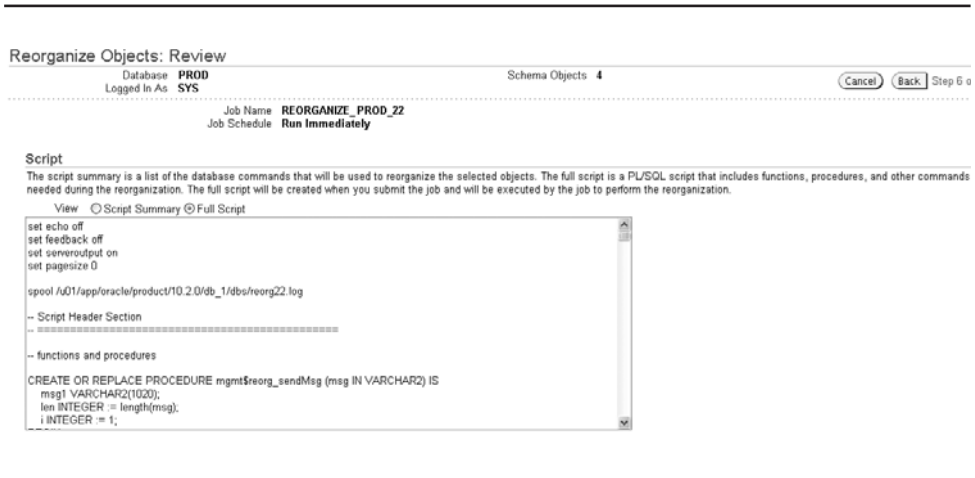 Reorganize Objects: Review
Database PROD Schema Objects 4 Cancel Back Step 6 o
Logged In As SYS
Job Name REORGANIZE_PROD_22
Job Schedule Run Immediately
Script
The script summary is a list of the database commands that will be used to reorganize the selected objects. The full script is a PL/SQL script that includes functions, procedures, and other commands
needed during the reorganization. The full script will be created when you submit the job and will be executed by the job to perform the reorganization.
View Script Summary Full Script
set echo off
set feedback off
set serveroutput on
set pagesize 0
spool /u01/app/oracle/product/10.2.0/db_1/dbs/reorg22.log
-- Script Header Section
-- ==============================================
-- functions and procedures
CREATE OR REPLACE PROCEDURE mgmt$reorg_sendMsg (msg IN VARCHAR2) IS
msg1 VARCHAR2(1020);
len INTEGER := length(msg);
i INTEGER := 1;